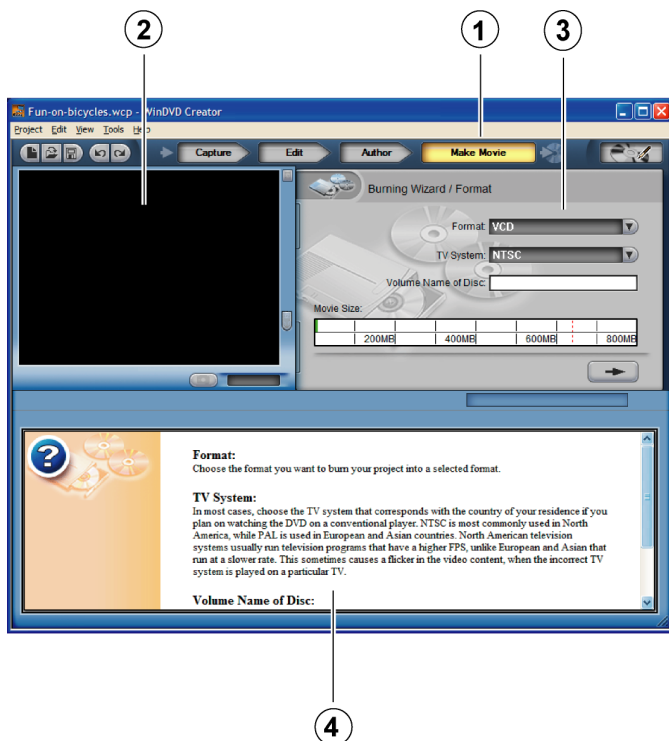 2
1
3
Fun-on-bicycles.wcp - WinDVD Creator
Project Edit View Tools Help
Capture Edit Author Make Movie
Burning Wizard / Format
Format: VCD
TV System: NTSC
Volume Name of Disc:
Movie Size:
200MB 400MB 600MB 800MB
Format:
Choose the format you want to burn your project into a selected format.
TV System:
In most cases, choose the TV system that corresponds with the country of your residence if you
plan on watching the DVD on a conventional player. NTSC is most commonly used in North
America, while PAL is used in European and Asian countries. North American television
systems usually run television programs that have a higher FPS, unlike European and Asian that
run at a slower rate. This sometimes causes a flicker in the video content, when the incorrect TV
system is played on a particular TV.
Volume Name of Disc:
4